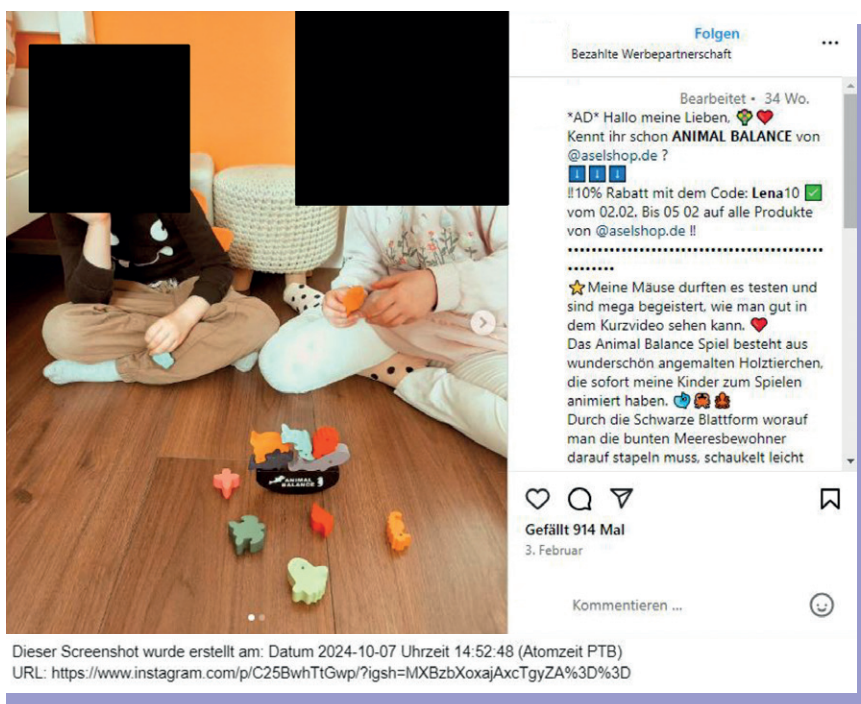 Folgen
Bezahlte Werbepartnerschaft
Bearbeitet • 34 Wo.
*AD* Hallo meine Lieben, 💐❤️
Kennt ihr schon ANIMAL BALANCE von
@aselshop.de ?
⬇️⬇️⬇️
‼10% Rabatt mit dem Code: Lena10 ✅
vom 02.02. Bis 05 02 auf alle Produkte
von @aselshop.de ‼
••••••••••••••••••••••••••••••••••••••••••••
••••••••
⭐Meine Mäuse durften es testen und
sind mega begeistert, wie man gut in
dem Kurzvideo sehen kann. ❤️
Das Animal Balance Spiel besteht aus
wunderschön angemalten Holztierchen,
die sofort meine Kinder zum Spielen
animiert haben.
Durch die Schwarze Blattform worauf
man die bunten Meeresbewohner
darauf stapeln muss, schaukelt leicht
ANIMAL
BALANCE
Gefällt 914 Mal
3. Februar
Kommentieren ...
Dieser Screenshot wurde erstellt am: Datum 2024-10-07 Uhrzeit 14:52:48 (Atomzeit PTB)
URL: https://www.instagram.com/p/C25BwhTtGwp/?igsh=MXBzbXoxajAxcTgyZA%3D%3D